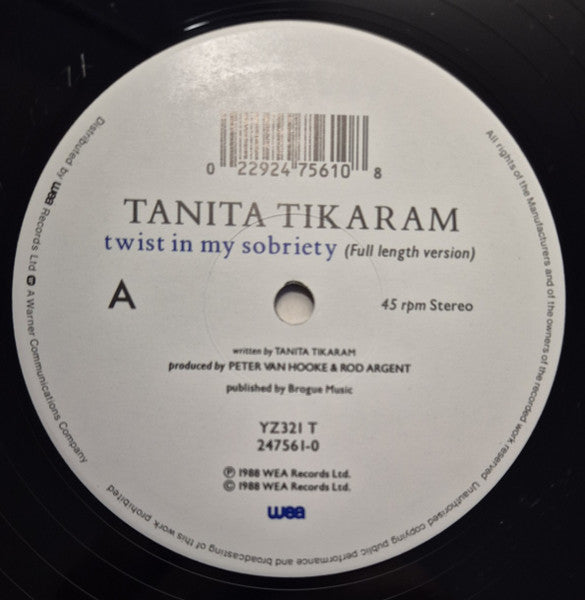 0 22924 75610 8
TANITA TIKARAM
twist in my sobriety (Full length version)
A
45 rpm Stereo
written by TANITA TIKARAM
produced by PETER VAN HOOKE & ROD ARGENT
published by Brogue Music
YZ321 T
247561-0
℗ 1988 WEA Records Ltd.
© 1988 WEA Records Ltd.
wea
Distributed by wea Records Ltd A Warner Communications Company
All rights of the Manufacturers and of the owners of the recorded work reserved Unauthorised copying public performance and broadcasting of this work prohibited